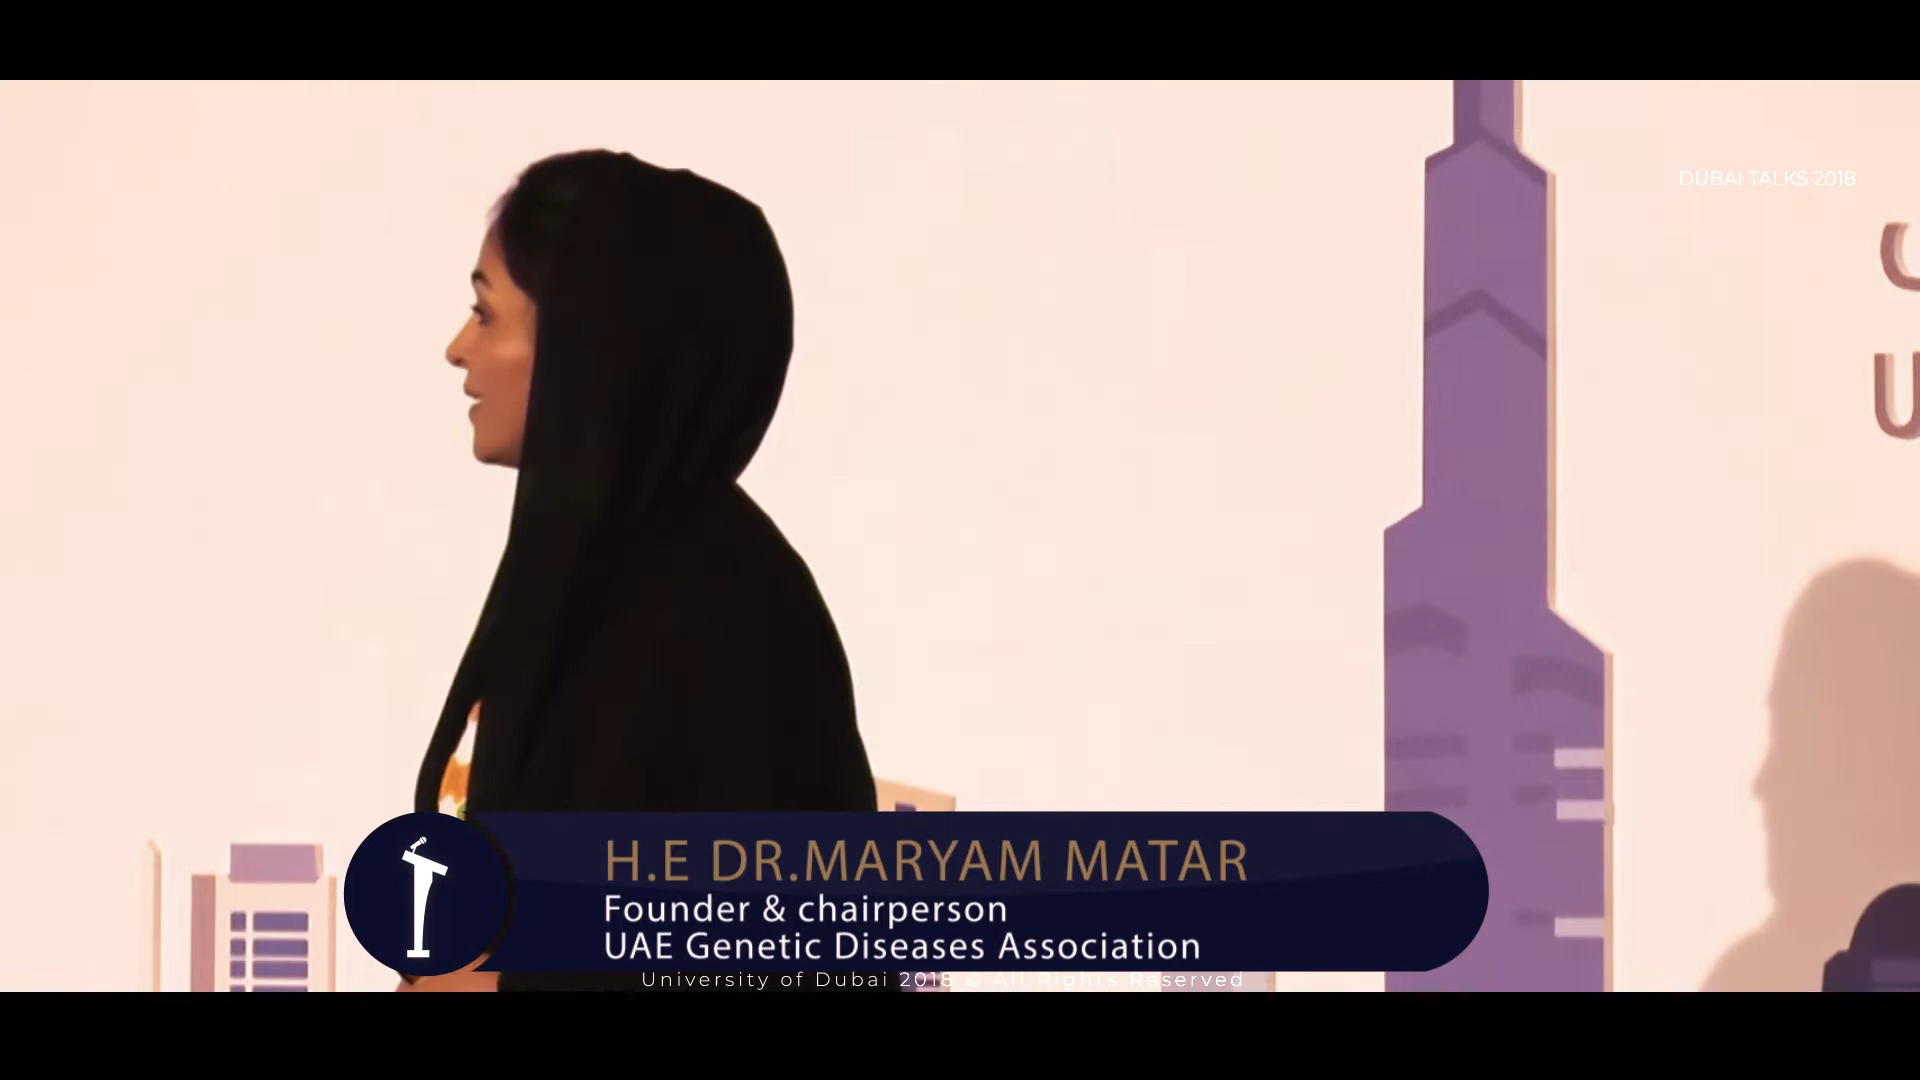 DUBAI TALKS 2018
H.E DR.MARYAM MATAR
Founder & chairperson
UAE Genetic Diseases Association
University of Dubai 2018 © All Rights Reserved